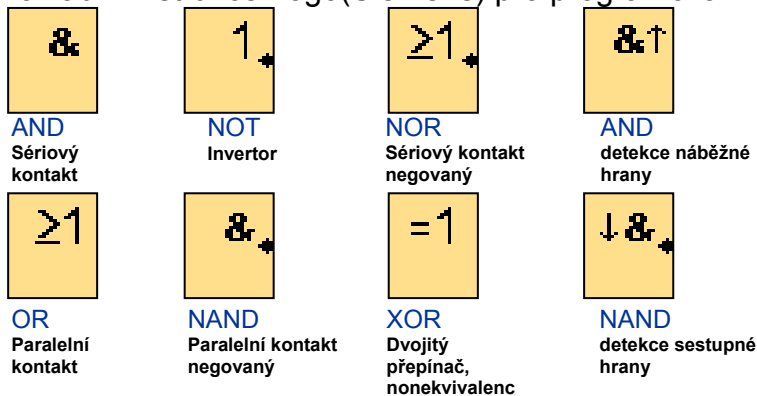 &
1
≥1
&↑
AND
NOT
NOR
AND
Sériový
kontakt
Invertor
Sériový kontakt
negovaný
detekce náběžné
hrany
≥1
&
=1
↓&
OR
NAND
XOR
NAND
Paralelní
kontakt
Paralelní kontakt
negovaný
Dvojitý
přepínač,
nonekvivalenc
detekce sestupné
hrany